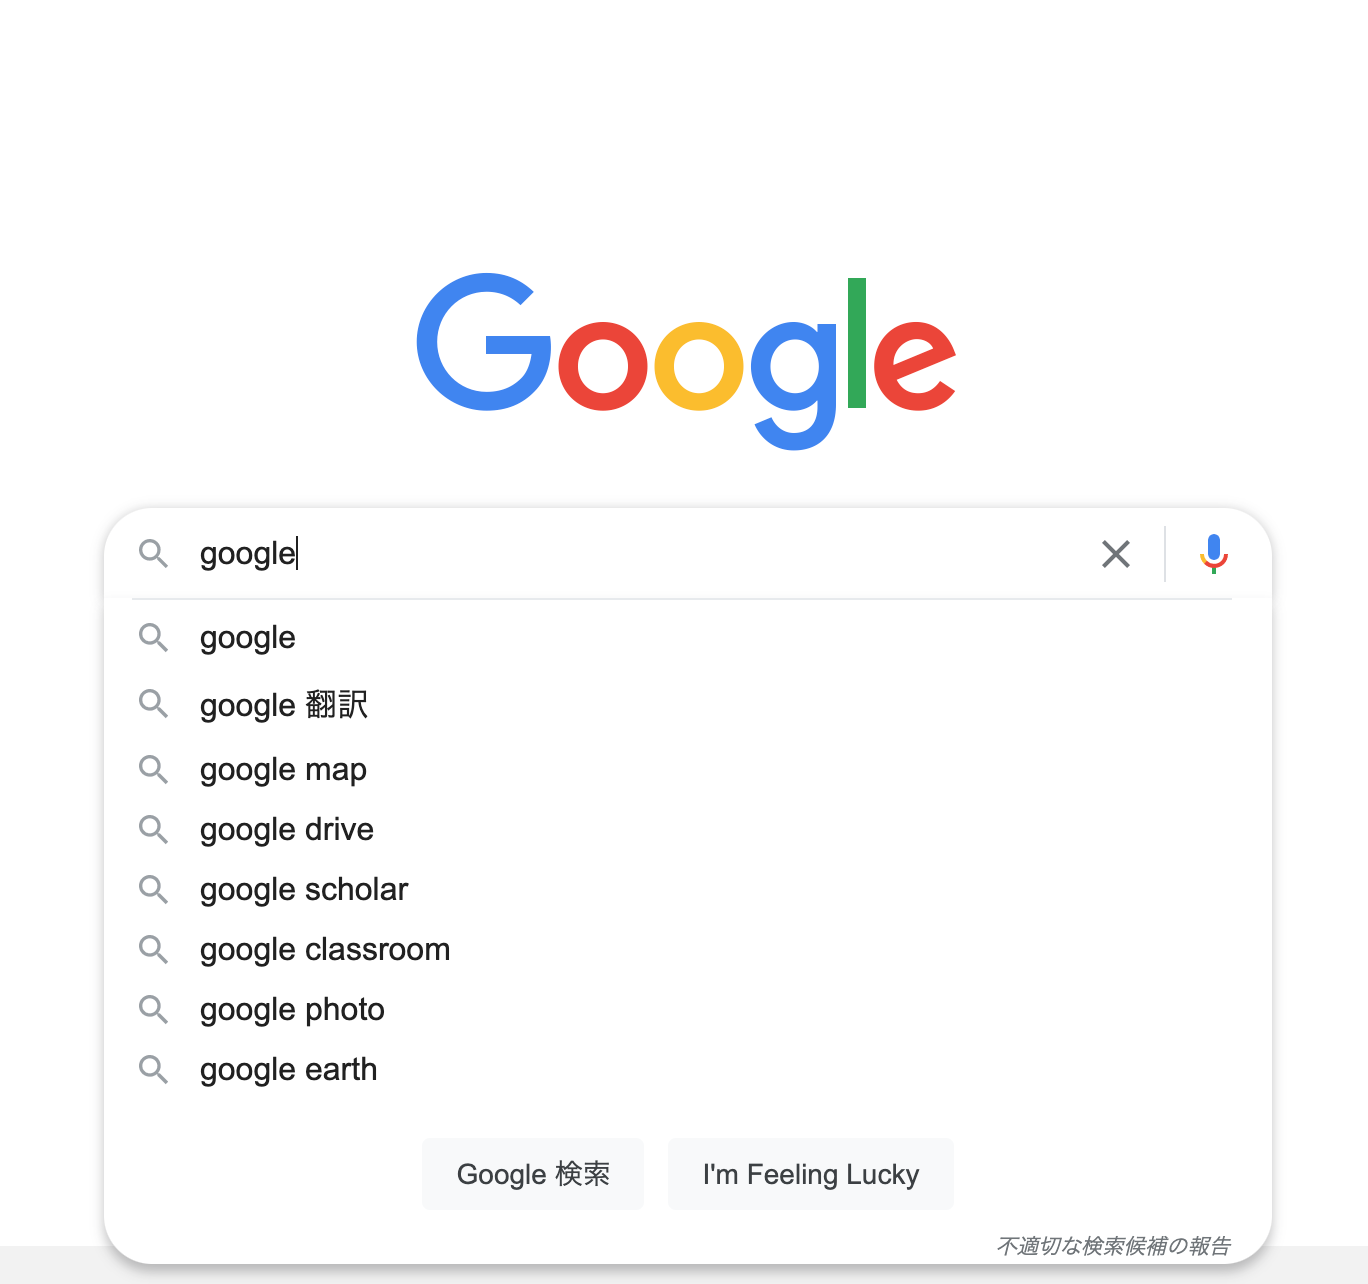 Google
google
google
google 翻訳
google map
google drive
google scholar
google classroom
google photo
google earth
Google 検索
I'm Feeling Lucky
不適切な検索候補の報告